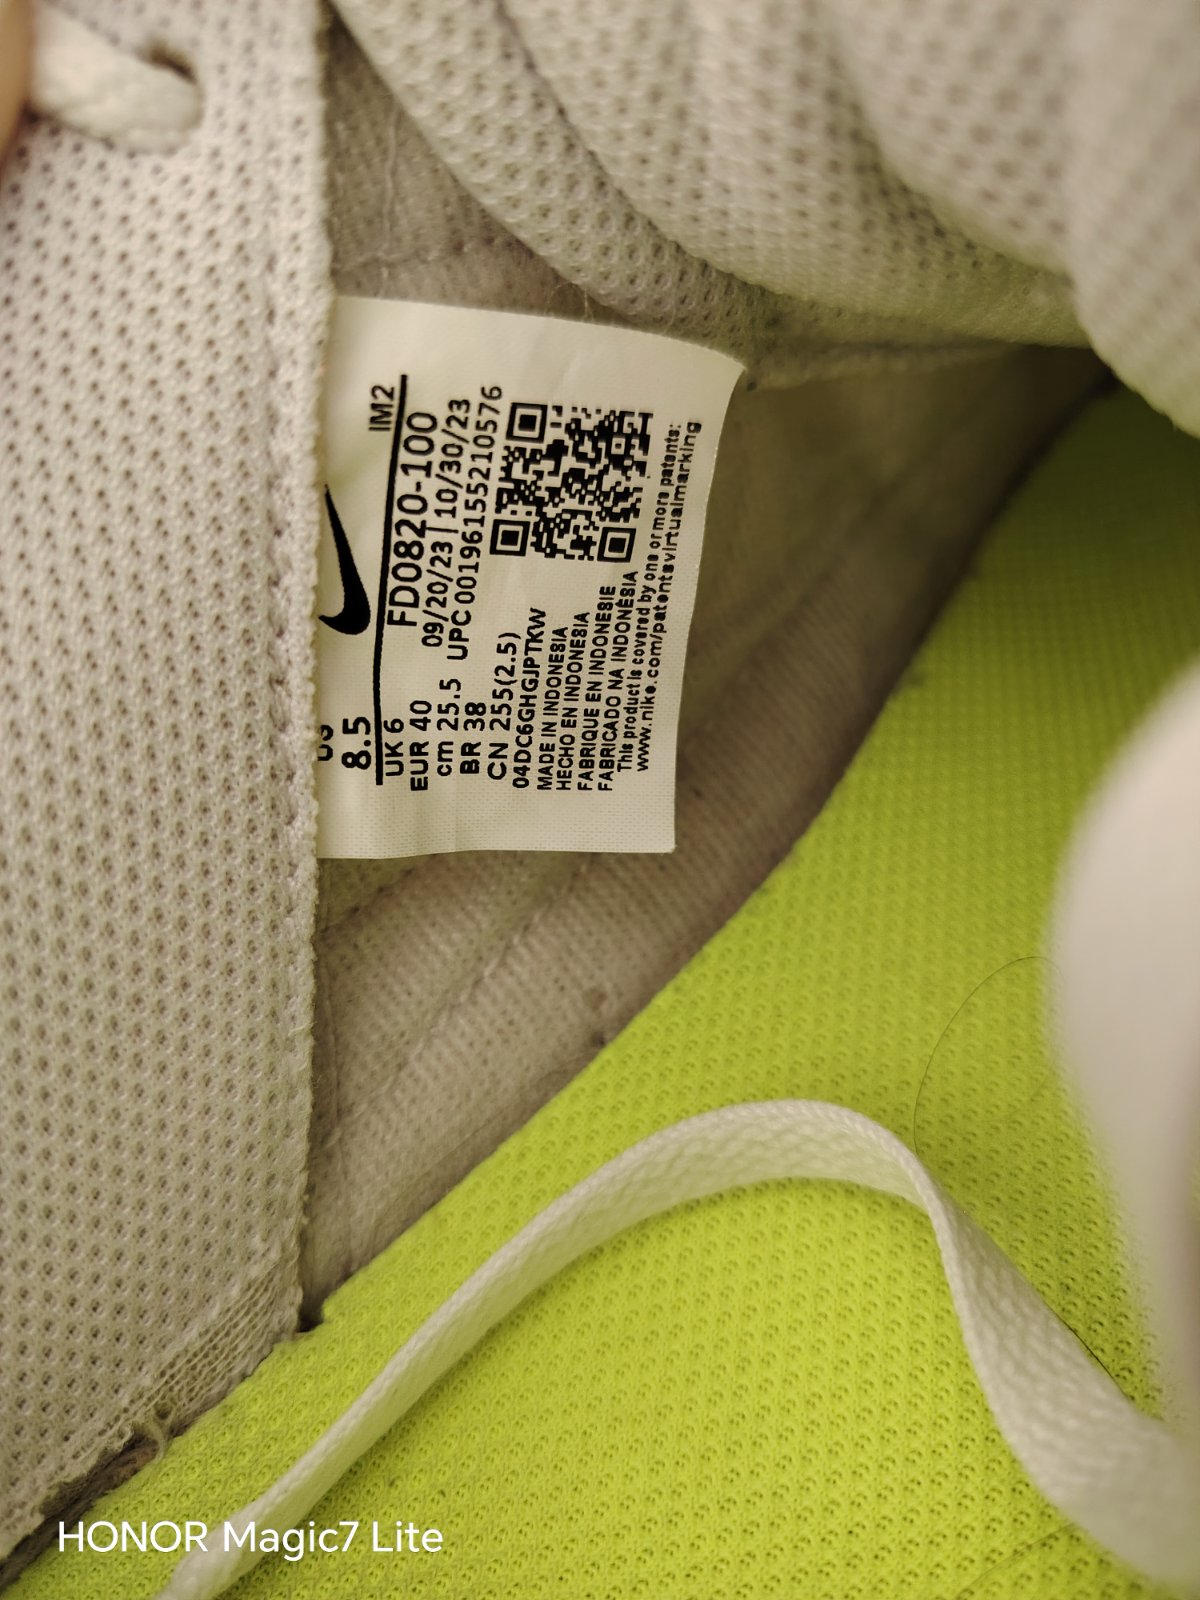 US
8.5
IM2
UK 6
EUR 40
cm 25.5
BR 38
CN 255(2.5)
FD0820-100
09/20/23 | 10/30/23
UPC 00196155210576
04DC6GHGJPTKW
MADE IN INDONESIA
HECHO EN INDONESIA
FABRIQUE EN INDONESIE
FABRICADO NA INDONÉSIA
This product is covered by one or more patents:
www.nike.com/patentsvirtualmarking
HONOR Magic7 Lite